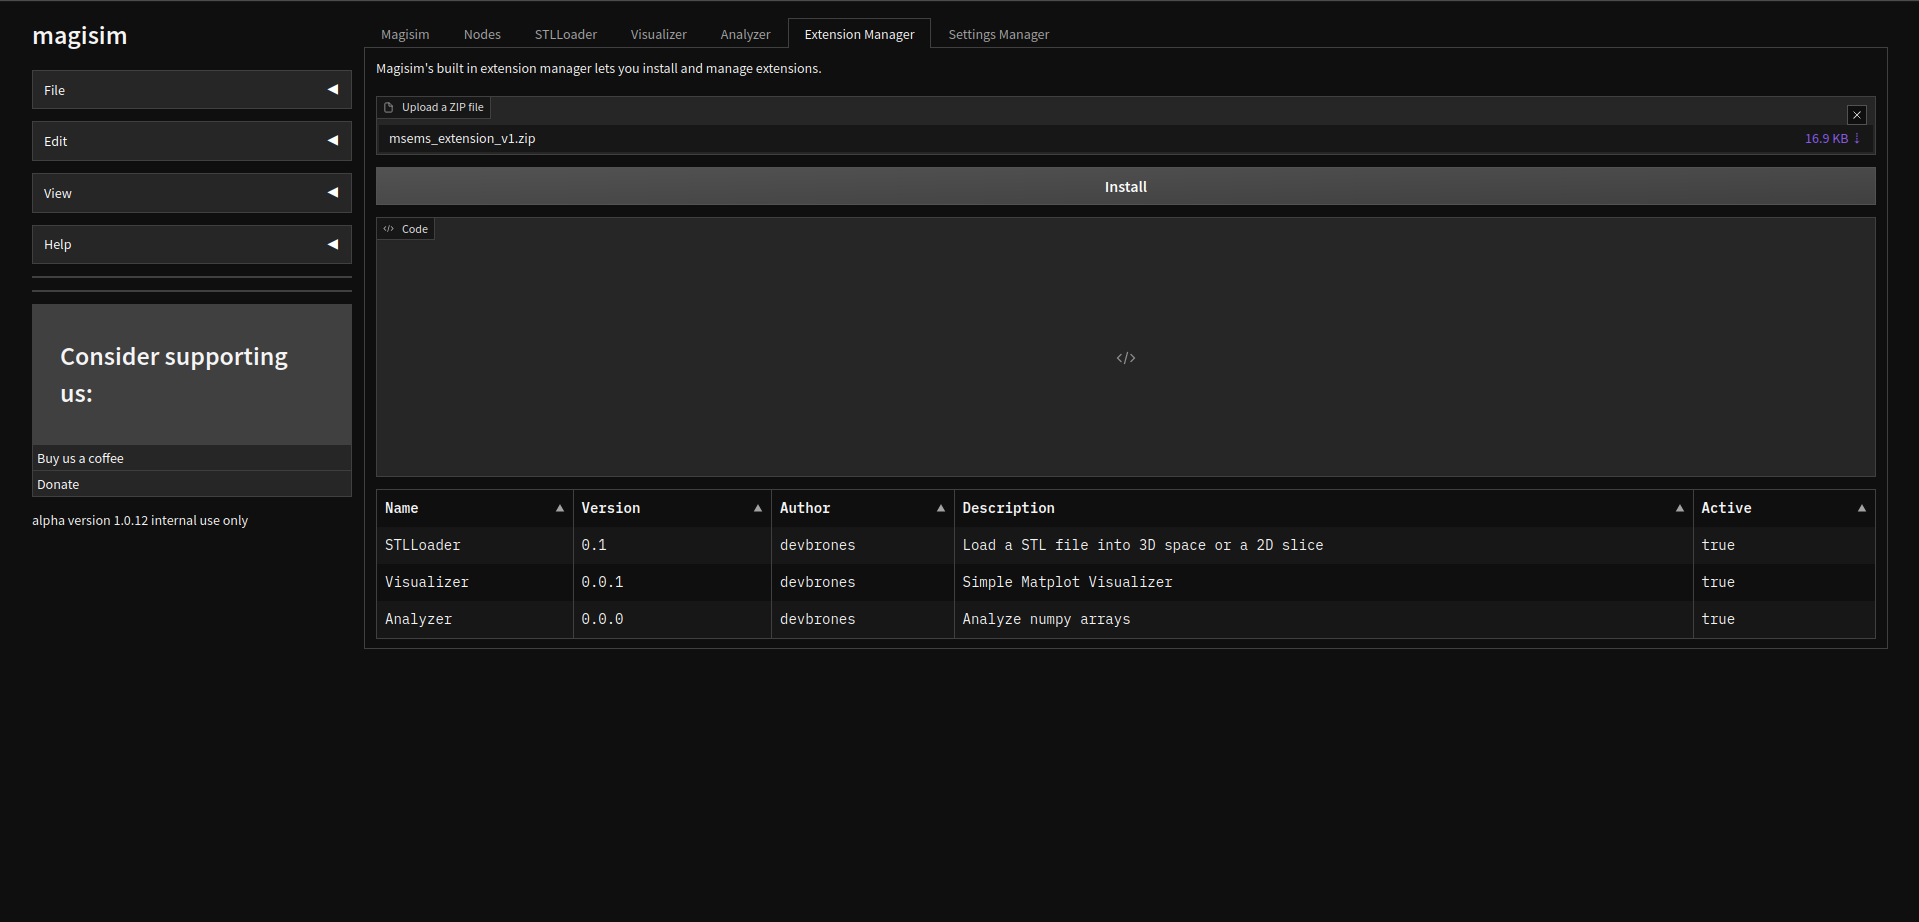 magisim
File
Edit
View
Help
Consider supporting
us:
Buy us a coffee
Donate
alpha version 1.0.12 internal use only
Magisim Nodes STLLoader Visualizer Analyzer Extension Manager Settings Manager
Magisim's built in extension manager lets you install and manage extensions.
Upload a ZIP file
msems_extension_v1.zip 16.9 KB ↓
Install
Code
Name Version Author Description Active
STLLoader 0.1 devbrones Load a STL file into 3D space or a 2D slice true
Visualizer 0.0.1 devbrones Simple Matplot Visualizer true
Analyzer 0.0.0 devbrones Analyze numpy arrays true